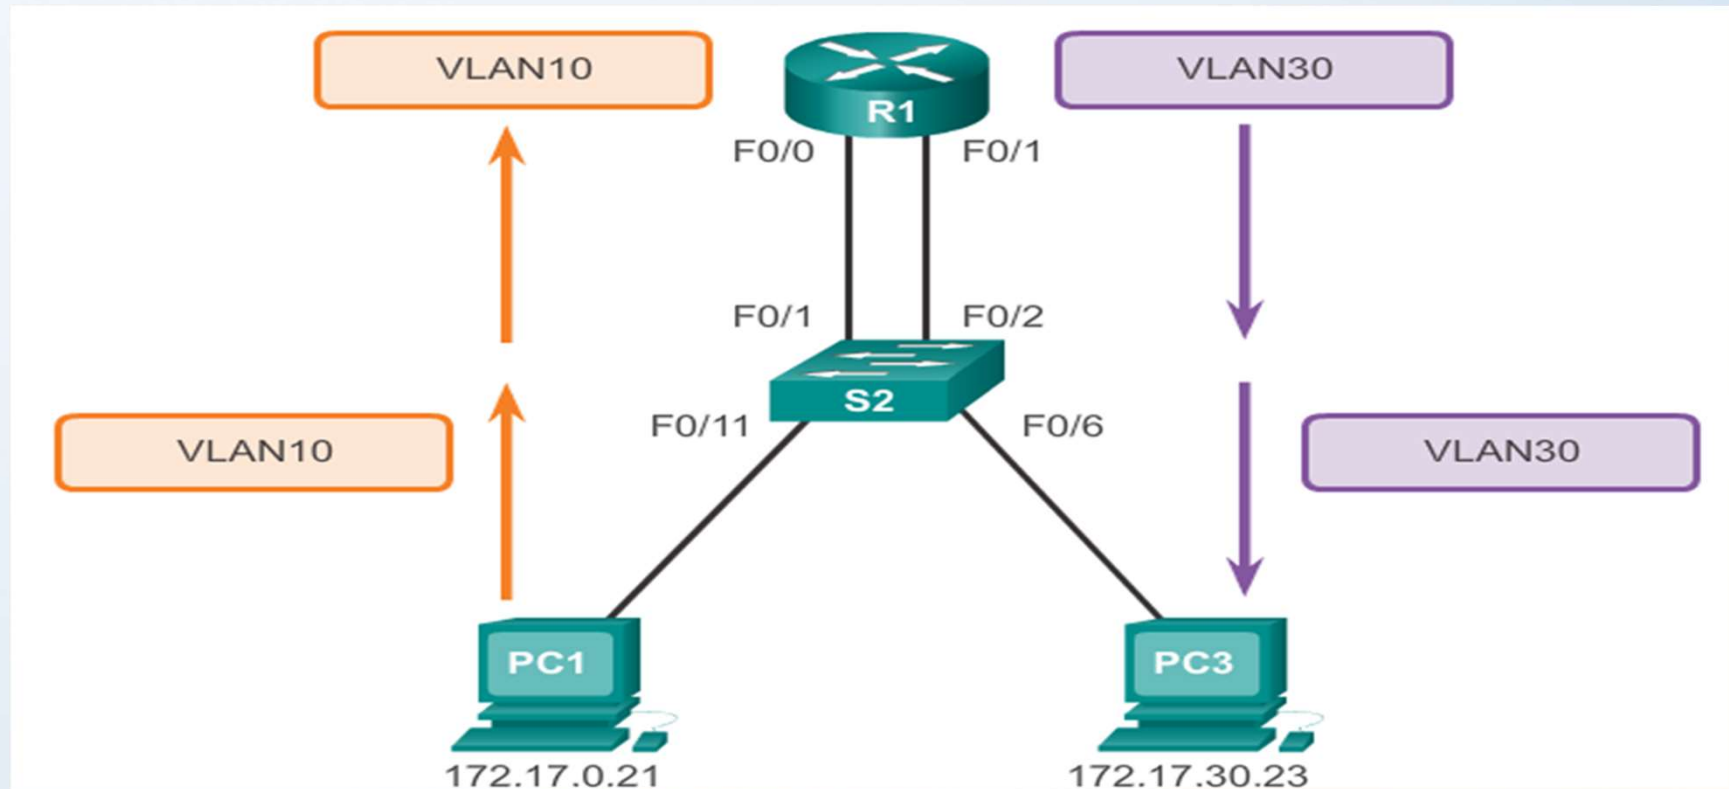 VLAN10
R1
VLAN30
F0/0
F0/1
F0/1
F0/2
S2
F0/11
F0/6
VLAN10
VLAN30
PC1
PC3
172.17.0.21
172.17.30.23